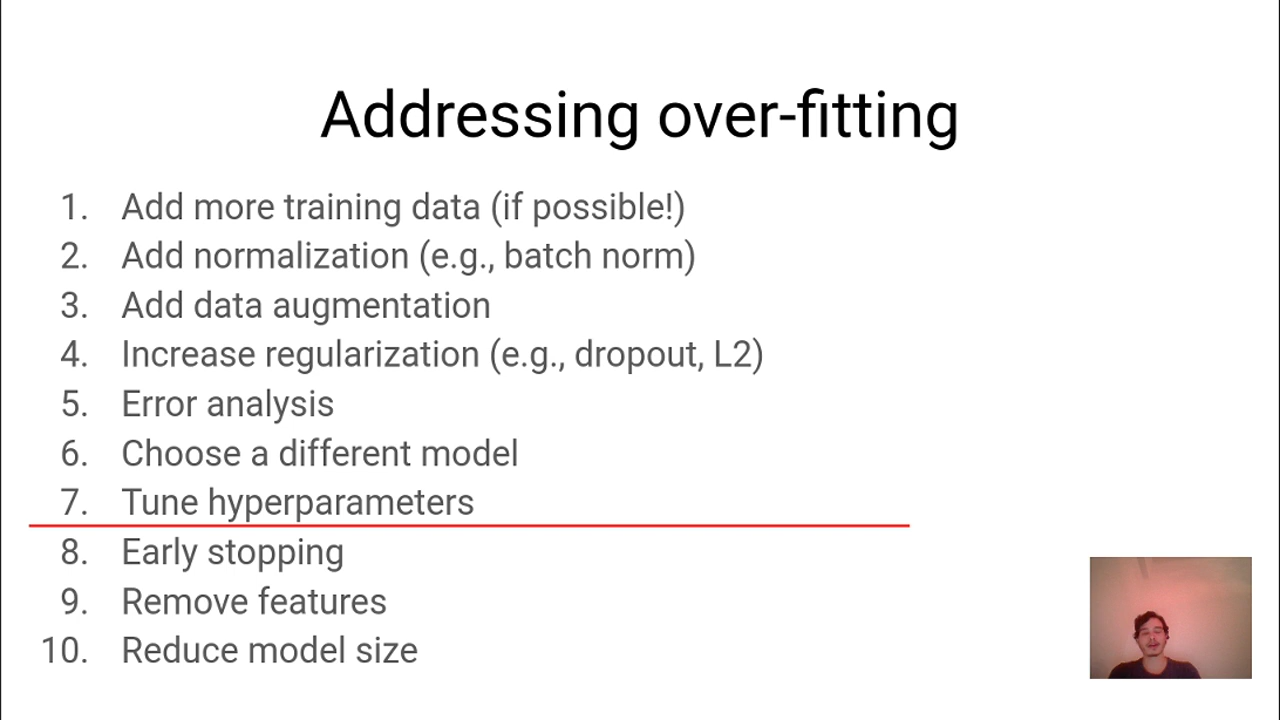 Addressing over-fitting
1. Add more training data (if possible!)
2. Add normalization (e.g., batch norm)
3. Add data augmentation
4. Increase regularization (e.g., dropout, L2)
5. Error analysis
6. Choose a different model
7. Tune hyperparameters
8. Early stopping
9. Remove features
10. Reduce model size